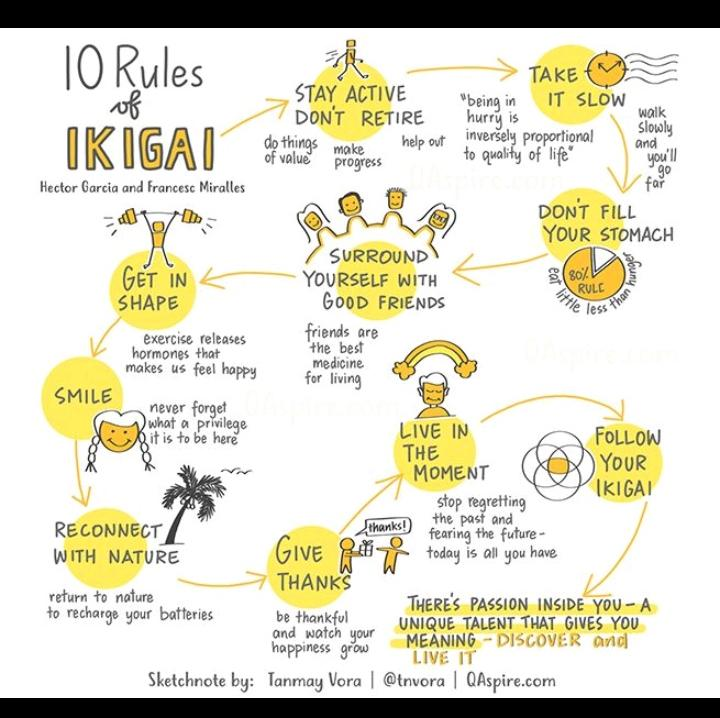 10 Rules
of
IKIGAI
Hector Garcia and Francesc Miralles
STAY ACTIVE
DON'T RETIRE
do things
of value
make
progress
help out
TAKE
IT SLOW
"being in
hurry is
inversely proportional
to quality of life"
walk
slowly
and
you'll
go
far
DON'T FILL
YOUR STOMACH
80%
RULE
eat little less than hunger
SURROUND
YOURSELF WITH
GOOD FRIENDS
friends are
the best
medicine
for living
GET IN
SHAPE
exercise releases
hormones that
makes us feel happy
SMILE
never forget
what a privilege
it is to be here
RECONNECT
WITH NATURE
return to nature
to recharge your batteries
GIVE
THANKS
thanks!
be thankful
and watch your
happiness grow
LIVE IN
THE
MOMENT
stop regretting
the past and
fearing the future-
today is all you have
FOLLOW
YOUR
IKIGAI
THERE'S PASSION INSIDE YOU - A
UNIQUE TALENT THAT GIVES YOU
MEANING - DISCOVER and
LIVE IT
Sketchnote by: Tanmay Vora | @tnvora | QAspire.com
QAspire.com
QAspire.com
QAspire.com